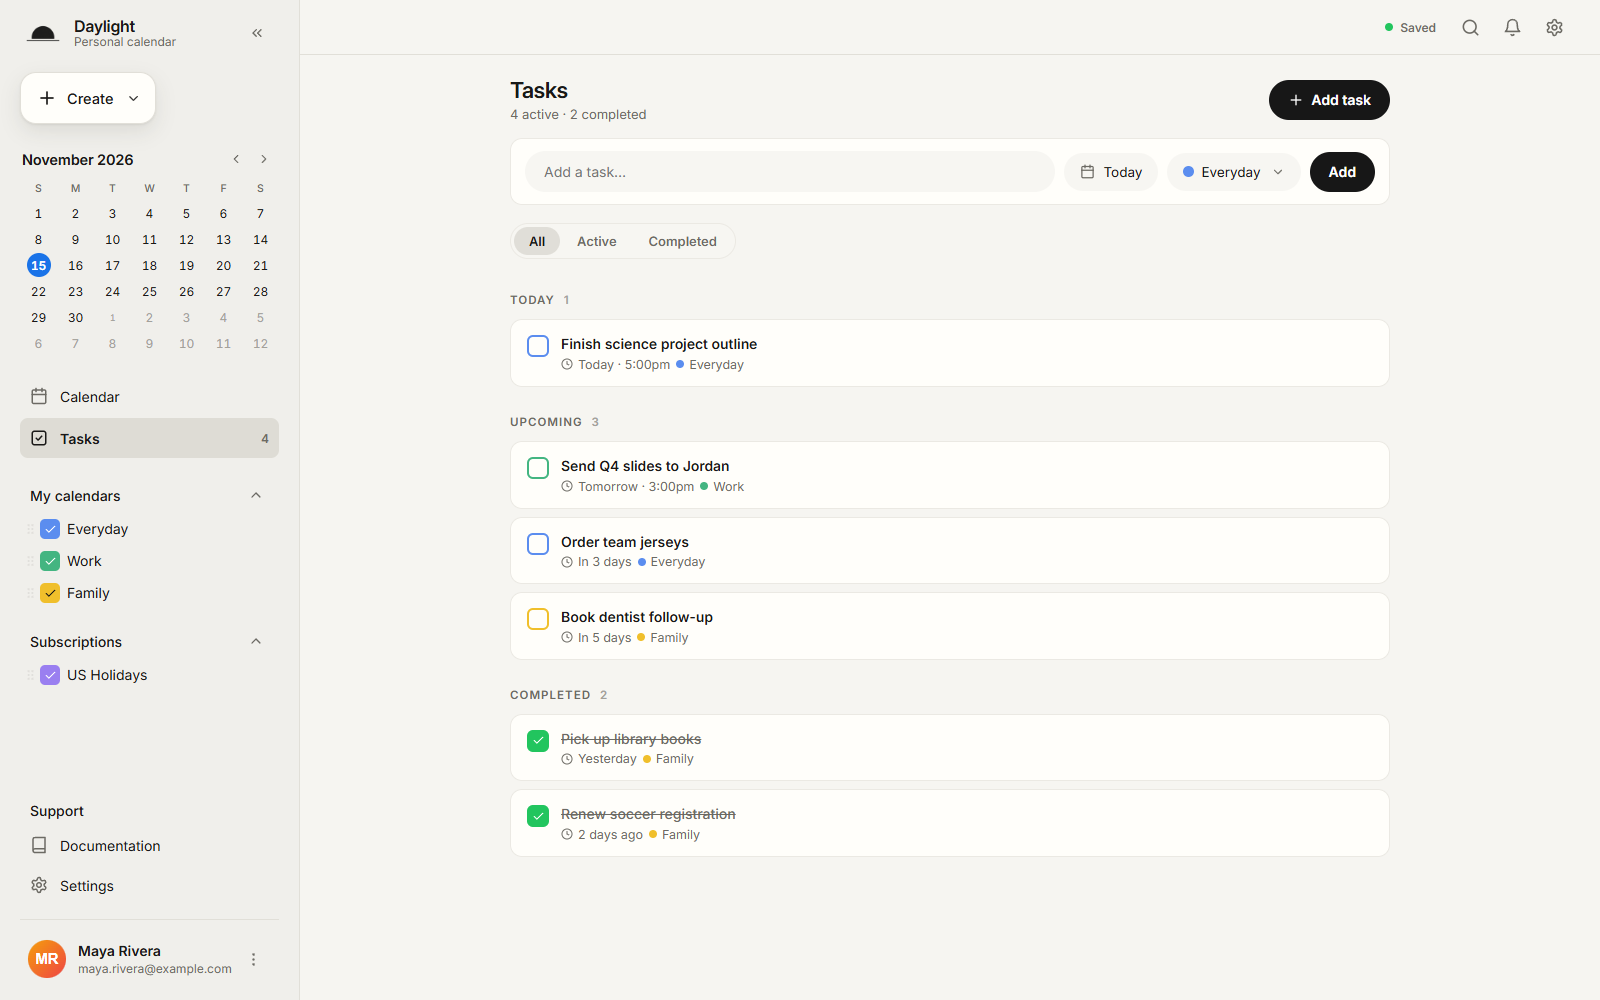 Daylight
Personal calendar
Create
November 2026
S M T W T F S
1 2 3 4 5 6 7
8 9 10 11 12 13 14
15 16 17 18 19 20 21
22 23 24 25 26 27 28
29 30 1 2 3 4 5
6 7 8 9 10 11 12
Calendar
Tasks 4
My calendars
Everyday
Work
Family
Subscriptions
US Holidays
Support
Documentation
Settings
MR
Maya Rivera
maya.rivera@example.com
Saved
Tasks
4 active · 2 completed
Add task
Add a task... Today Everyday Add
All Active Completed
TODAY 1
Finish science project outline
Today · 5:00pm Everyday
UPCOMING 3
Send Q4 slides to Jordan
Tomorrow · 3:00pm Work
Order team jerseys
In 3 days Everyday
Book dentist follow-up
In 5 days Family
COMPLETED 2
Pick up library books
Yesterday Family
Renew soccer registration
2 days ago Family